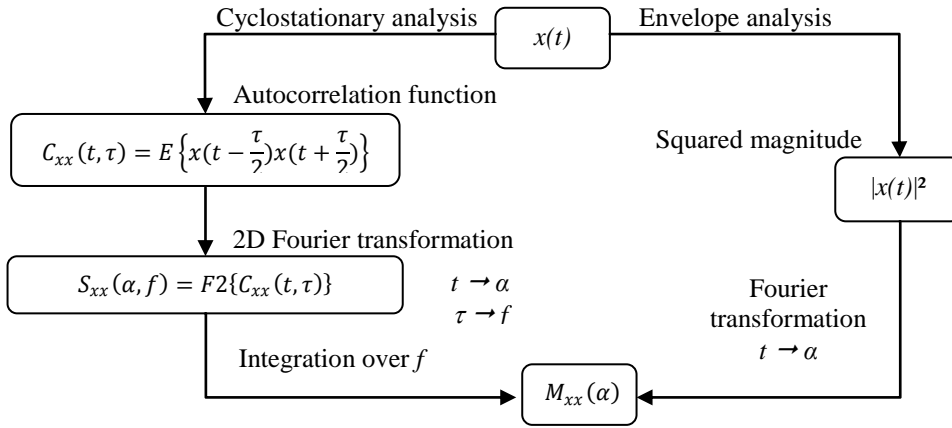 Cyclostationary analysis
x(t)
Envelope analysis
Autocorrelation function
C_xx(t, τ) = E {x(t − τ/2)x(t + τ/2)}
Squared magnitude
|x(t)|²
2D Fourier transformation
S_xx(α, f) = F2{C_xx(t, τ)}
t → α
τ → f
Fourier
transformation
t → α
Integration over f
M_xx(α)